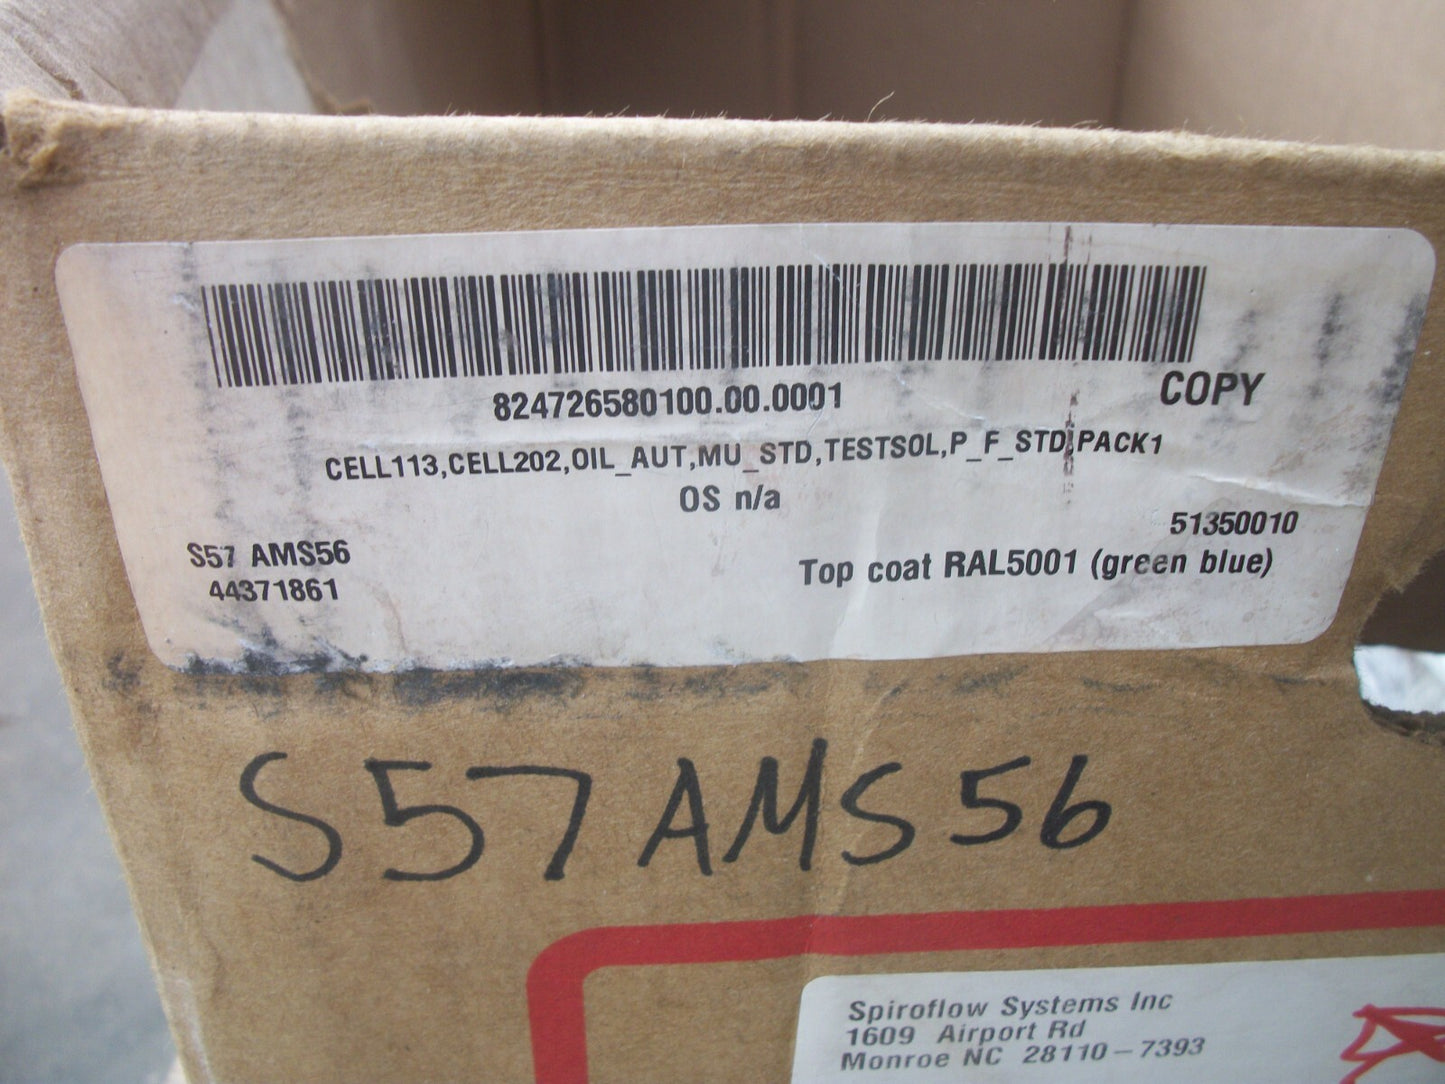 824726580100.00.0001
COPY
CELL113,CELL202,OIL_AUT,MU_STD,TESTSOL,P_F_STD,PACK1
OS n/a
51350010
S57 AMS56
Top coat RAL5001 (green blue)
44371861
S57AMS56
Spiroflow Systems Inc
1609 Airport Rd
Monroe NC 28110-7393